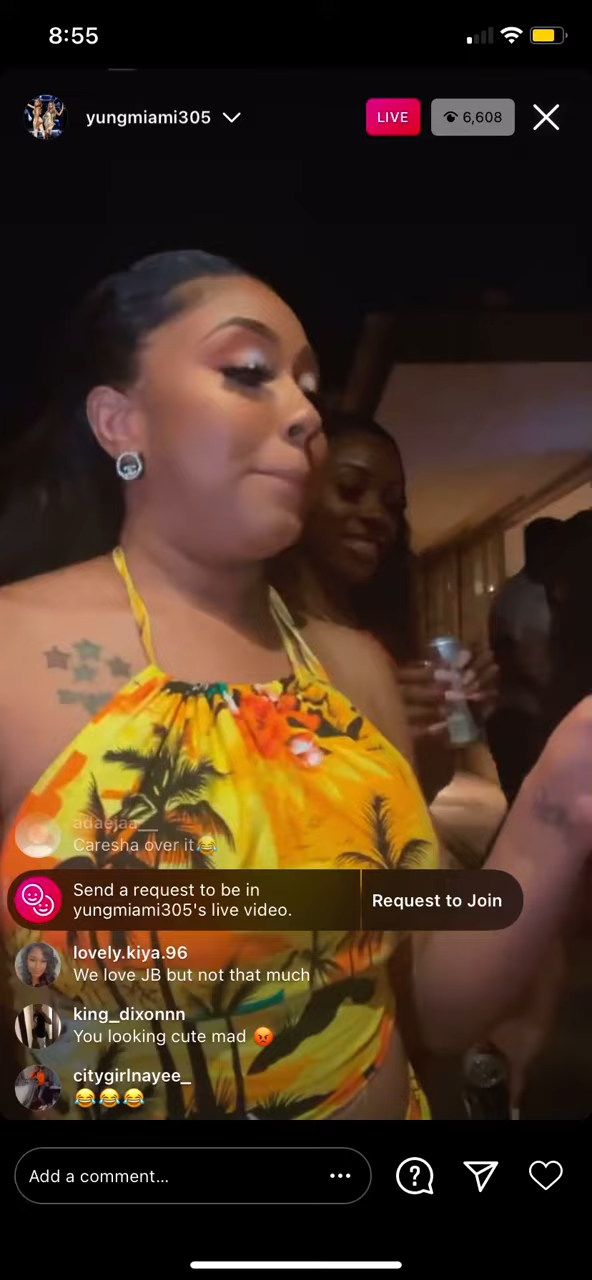 8:55
yungmiami305
LIVE
6,608
adaejaa__
Caresha over it😂
Send a request to be in
yungmiami305's live video.
Request to Join
lovely.kiya.96
We love JB but not that much
king_dixonnn
You looking cute mad 😡
citygirlnayee_
😂😂😂
Add a comment...